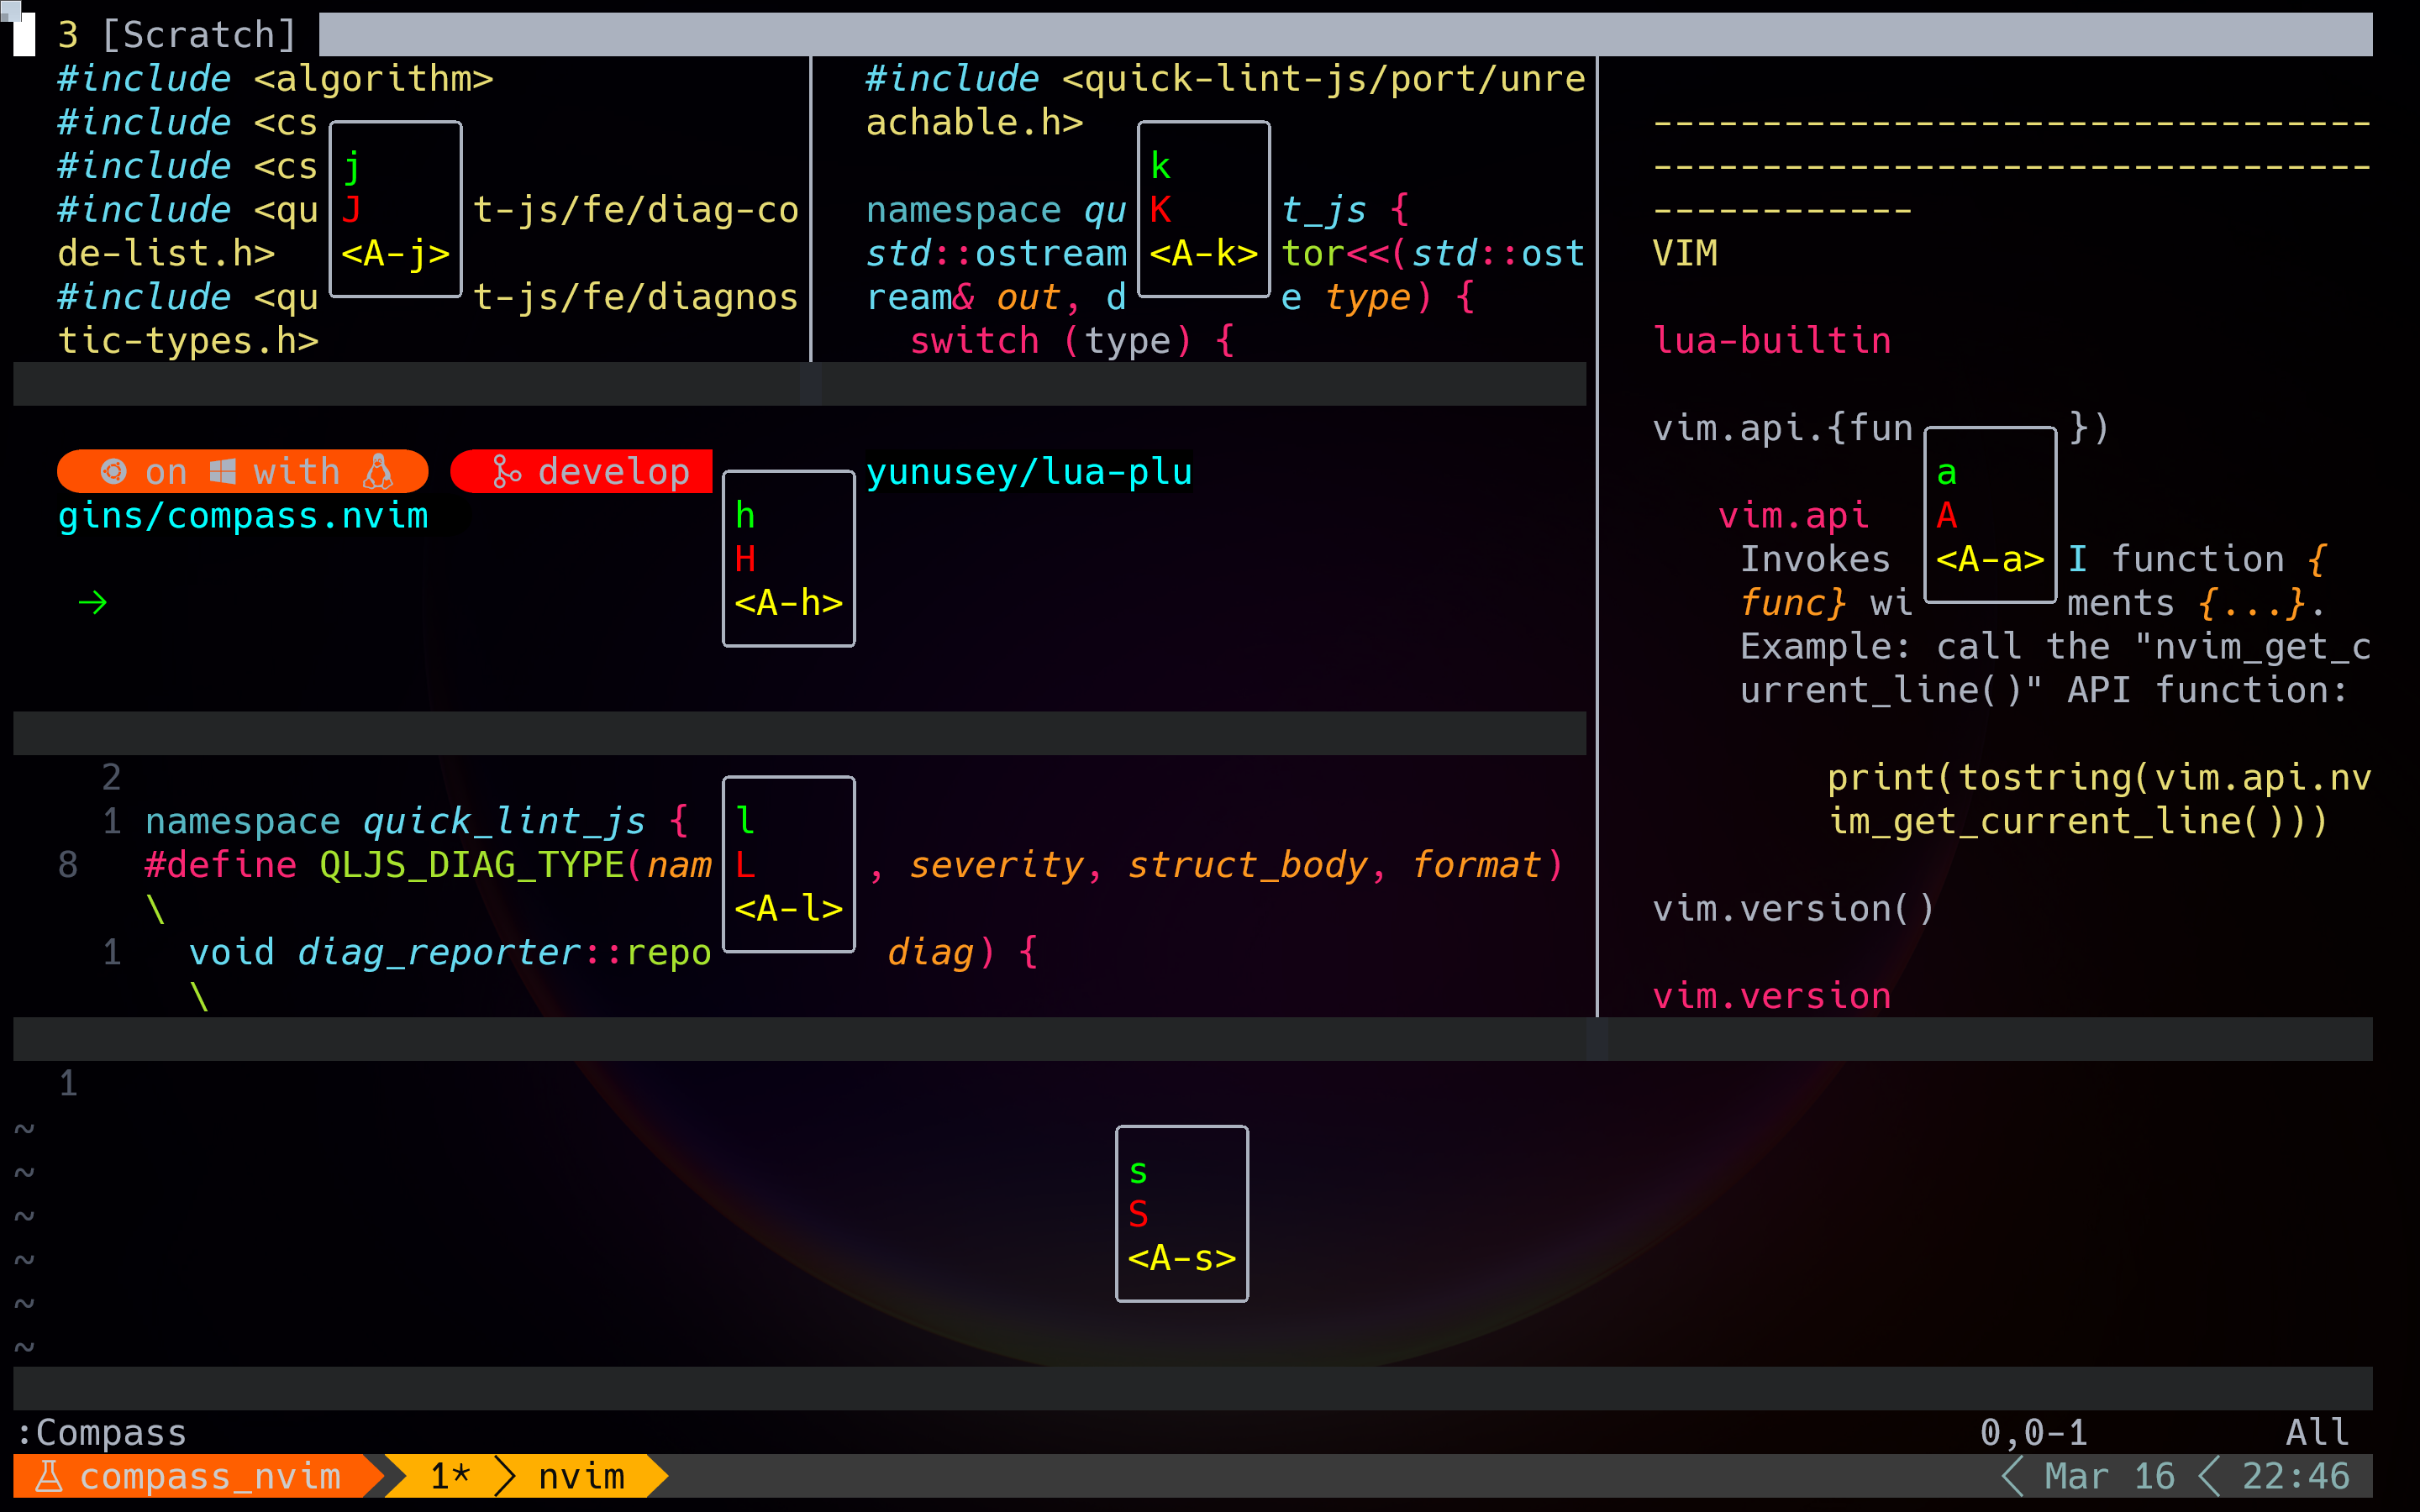 3 [Scratch]
#include <algorithm>
#include <cs
#include <cs
#include <qu t-js/fe/diag-co
de-list.h>
#include <qu t-js/fe/diagnos
tic-types.h>
j
J
<A-j>
#include <quick-lint-js/port/unre
achable.h>
namespace qu t_js {
std::ostream tor<<(std::ost
ream& out, d e type) {
switch (type) {
k
K
<A-k>
--------------------------------- 
---------------------------------
------------
VIM
lua-builtin
vim.api.{fun })
vim.api
Invokes I function {
func} wi ments {...}.
Example: call the "nvim_get_c
urrent_line()" API function:
print(tostring(vim.api.nv
im_get_current_line()))
vim.version()
vim.version
a
A
<A-a>
on with develop yunusey/lua-plu
gins/compass.nvim
→
h
H
<A-h>
2
1 namespace quick_lint_js {
8 #define QLJS_DIAG_TYPE(nam , severity, struct_body, format)
\
1 void diag_reporter::repo diag) {
\
l
L
<A-l>
1
~
~
~
~
~
~
s
S
<A-s>
:Compass 0,0-1 All
compass_nvim 1* nvim Mar 16 22:46